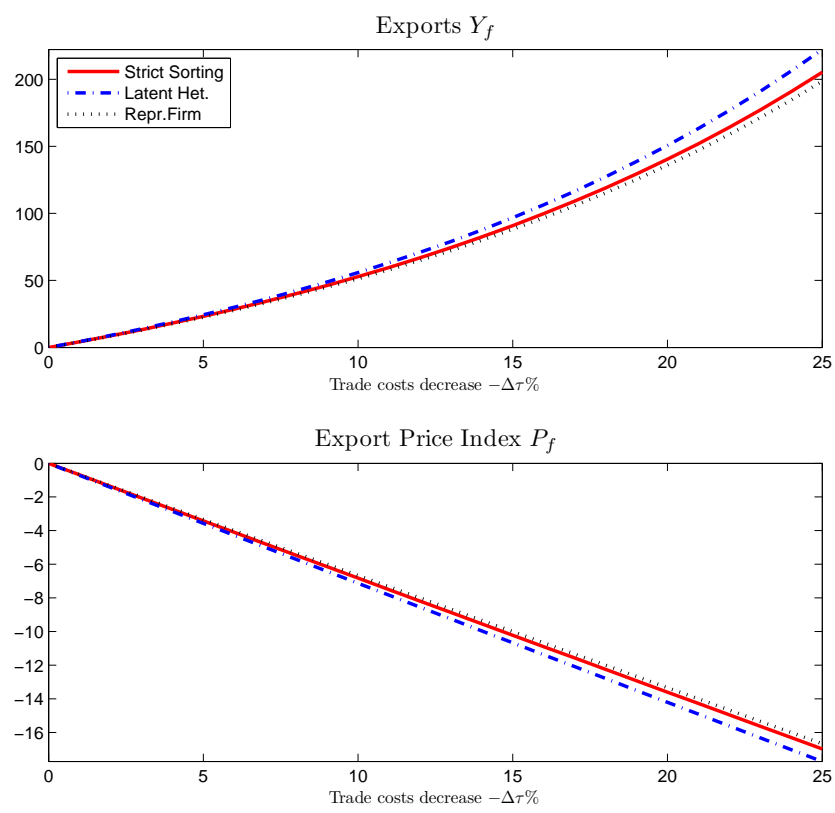 Exports Y_f
200
150
100
50
0
Strict Sorting
Latent Het.
Repr.Firm
0 5 10 15 20 25
Trade costs decrease −Δτ%
Export Price Index P_f
0
−2
−4
−6
−8
−10
−12
−14
−16
0 5 10 15 20 25
Trade costs decrease −Δτ%